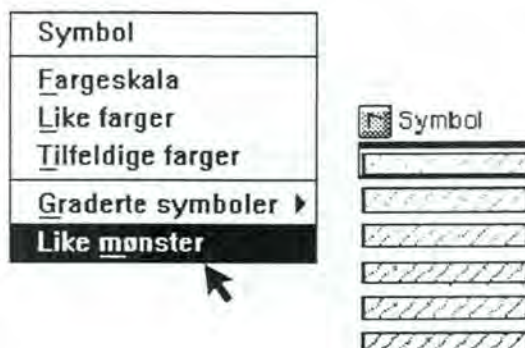 Symbol
Fargeskala
Like farger
Tilfeldige farger
Graderte symboler
Like mønster
Symbol